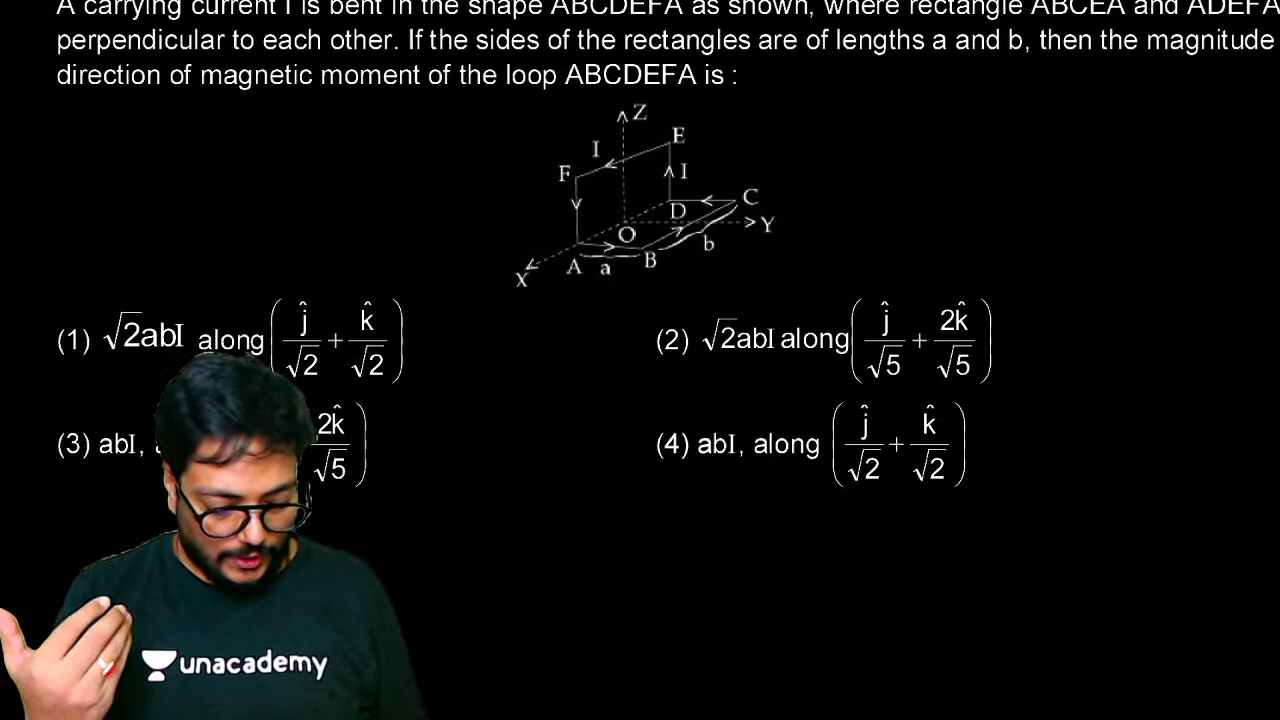 A carrying current I is bent in the shape ABCDEFA as shown, where rectangle ABCEA and ADEFA
perpendicular to each other. If the sides of the rectangles are of lengths a and b, then the magnitude
direction of magnetic moment of the loop ABCDEFA is :
Z
E
I
F
I
C
D
Y
O
b
A a B
X
(1) √2abI along (ĵ/√2 + k̂/√2)
(2) √2abI along (ĵ/√5 + 2k̂/√5)
(3) abI, 2k̂/√5)
(4) abI, along (ĵ/√2 + k̂/√2)
unacademy